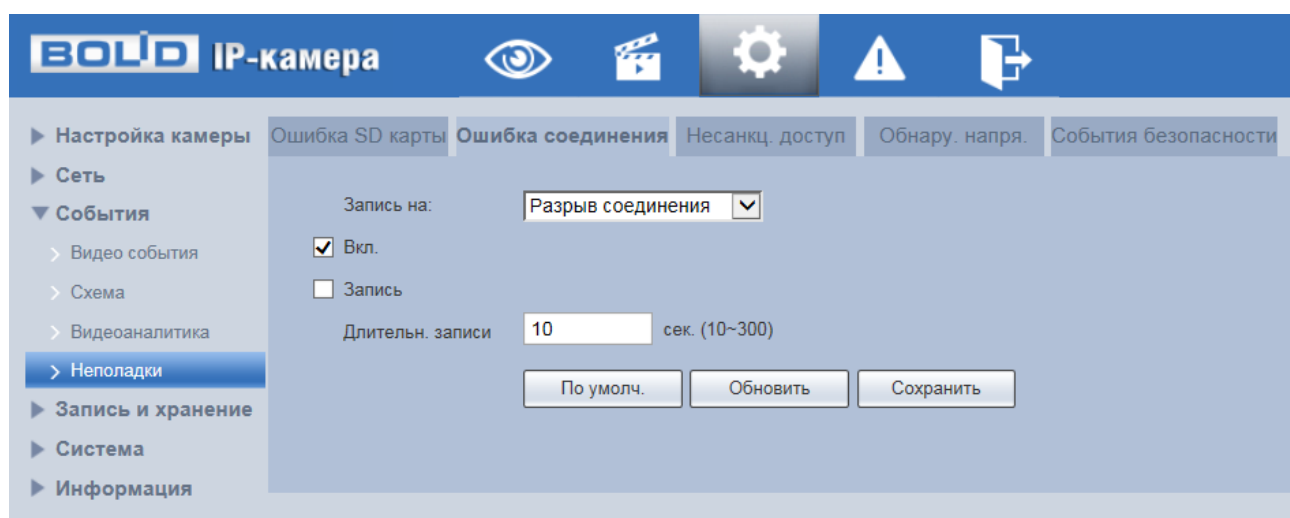 BOLID IP-камера
Настройка камеры
Сеть
События
Видео события
Схема
Видеоаналитика
Неполадки
Запись и хранение
Система
Информация
Ошибка SD карты Ошибка соединения Несанкц. доступ Обнару. напря. События безопасности
Запись на: Разрыв соединения
Вкл.
Запись
Длительн. записи 10 сек. (10~300)
По умолч. Обновить Сохранить